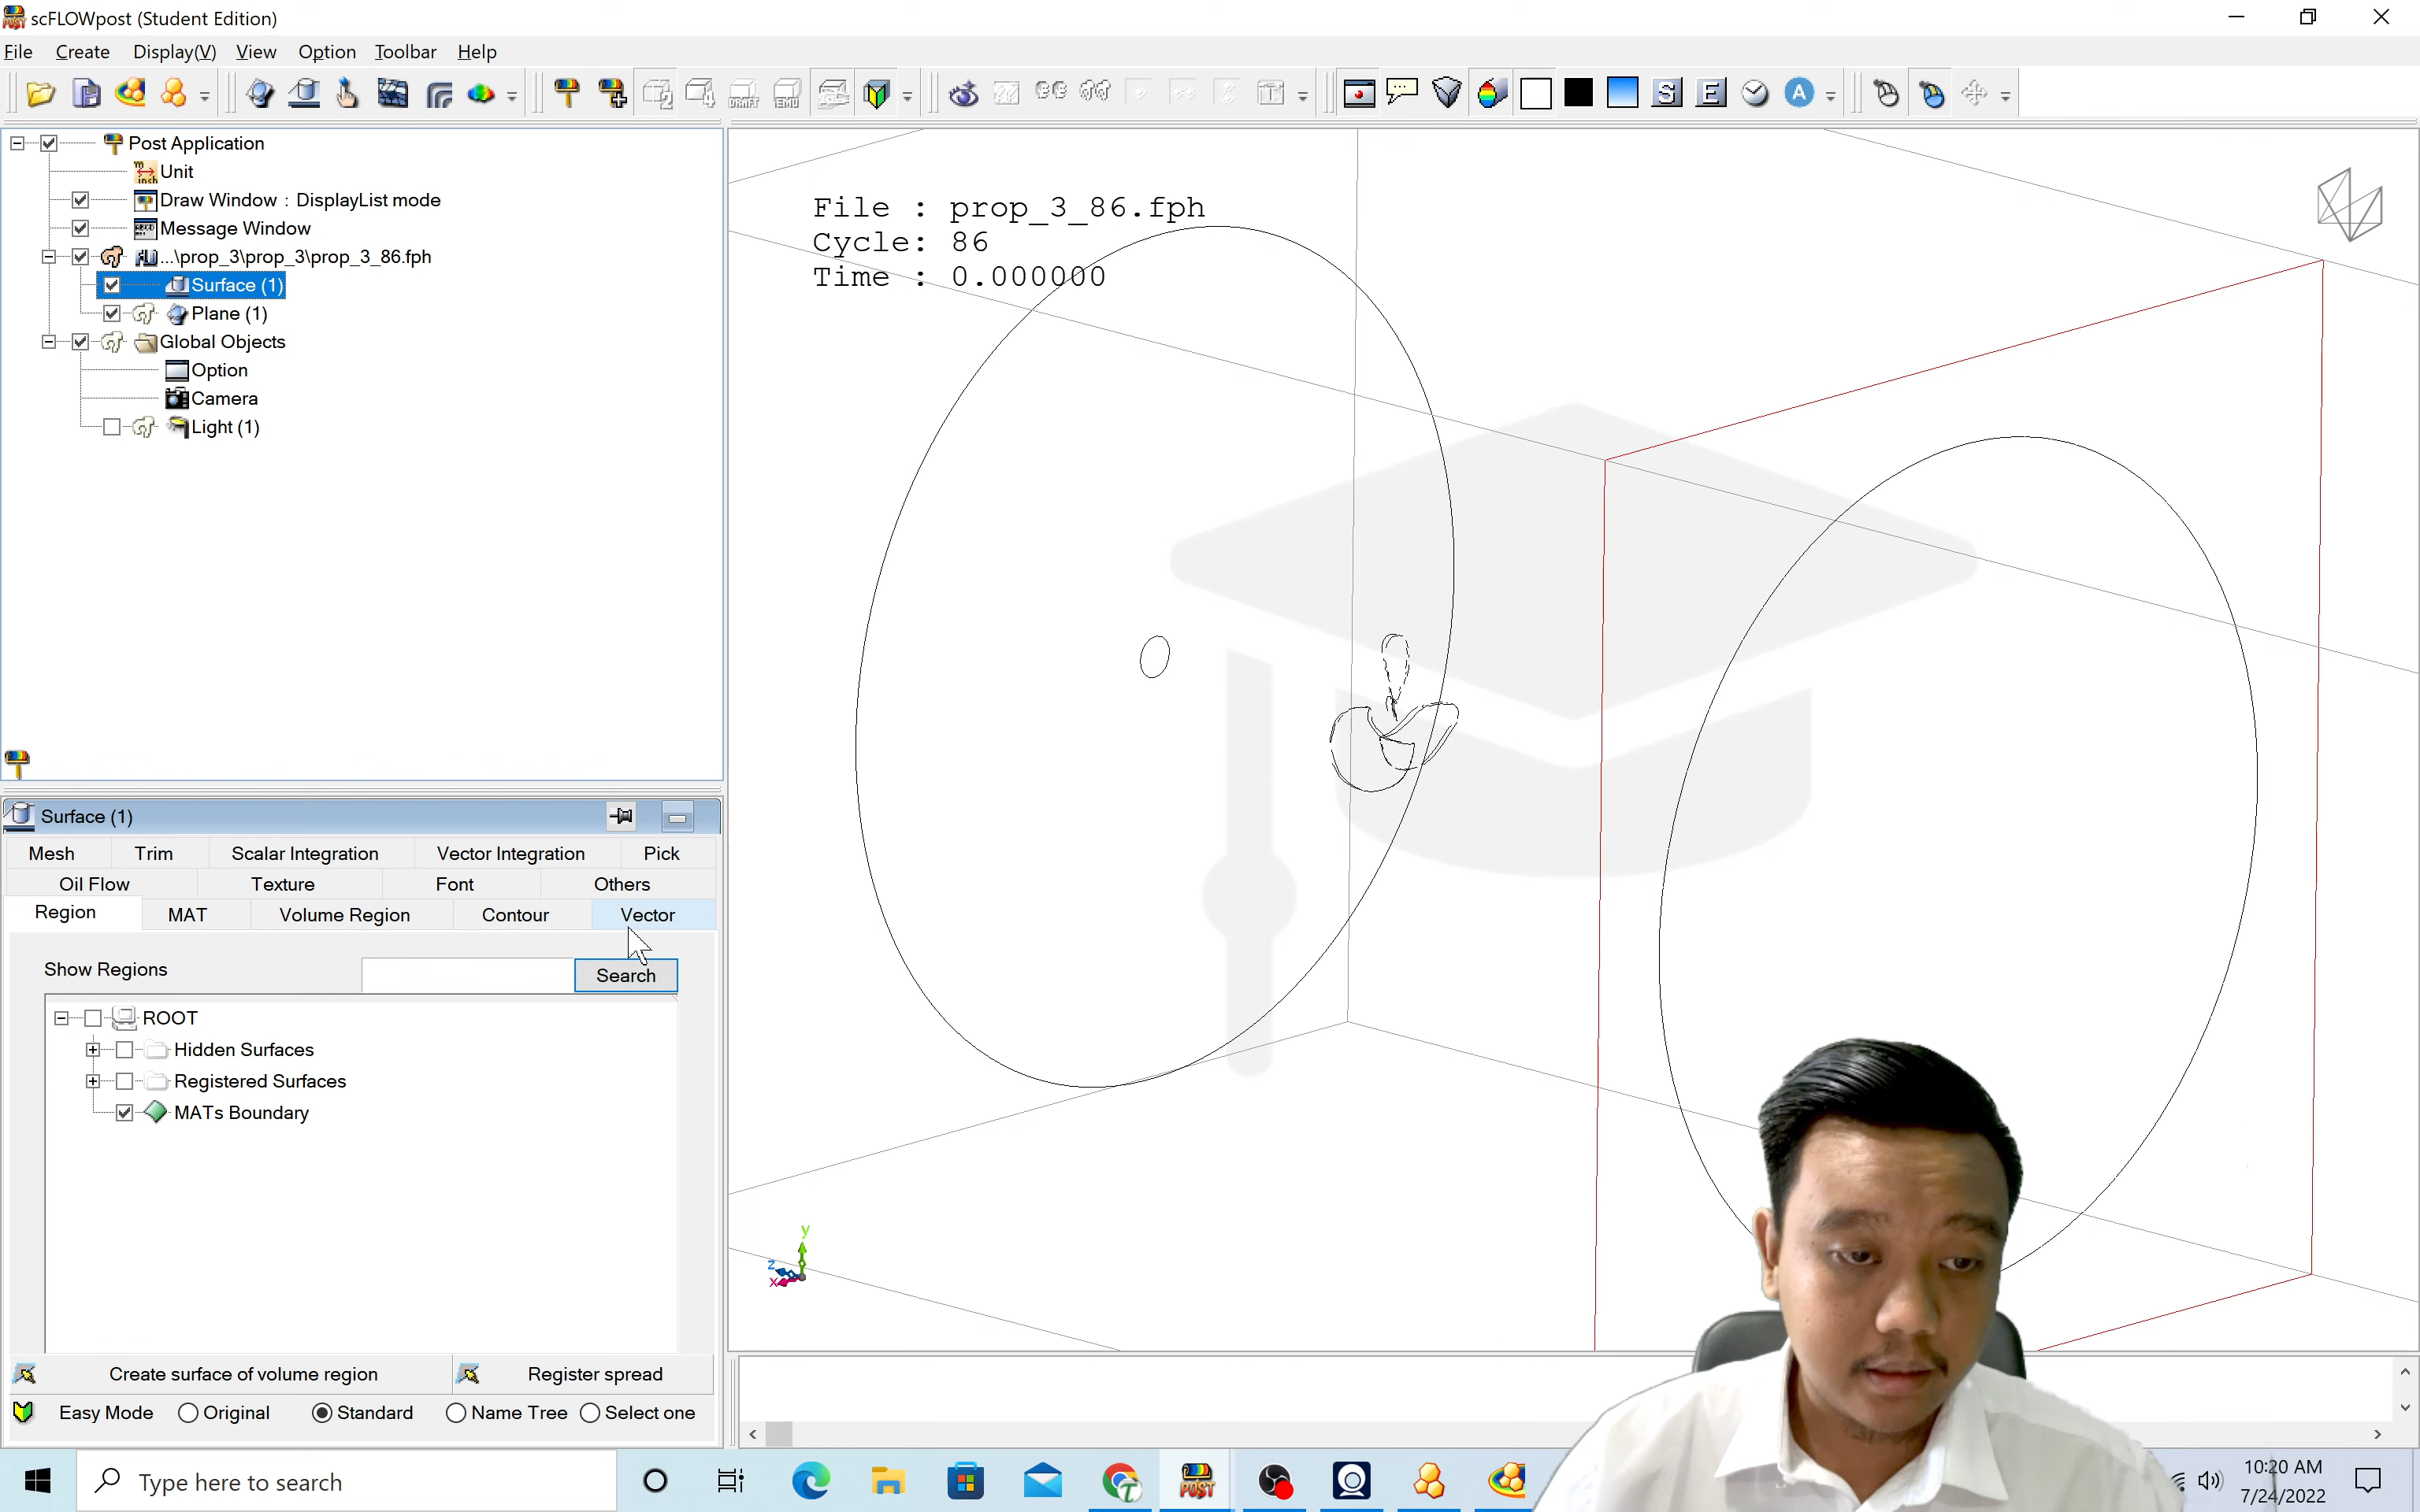 scFLOWpost (Student Edition)
File Create Display(V) View Option Toolbar Help
Post Application
Unit
Draw Window : DisplayList mode
Message Window
...\prop_3\prop_3\prop_3_86.fph
Surface (1)
Plane (1)
Global Objects
Option
Camera
Light (1)
File : prop_3_86.fph
Cycle: 86
Time : 0.000000
y
z
x
Surface (1)
Mesh Trim Scalar Integration Vector Integration Pick
Oil Flow Texture Font Others
Region MAT Volume Region Contour Vector
Show Regions Search
ROOT
Hidden Surfaces
Registered Surfaces
MATs Boundary
Create surface of volume region Register spread
Easy Mode Original Standard Name Tree Select one
Type here to search
POST
10:20 AM
7/24/2022